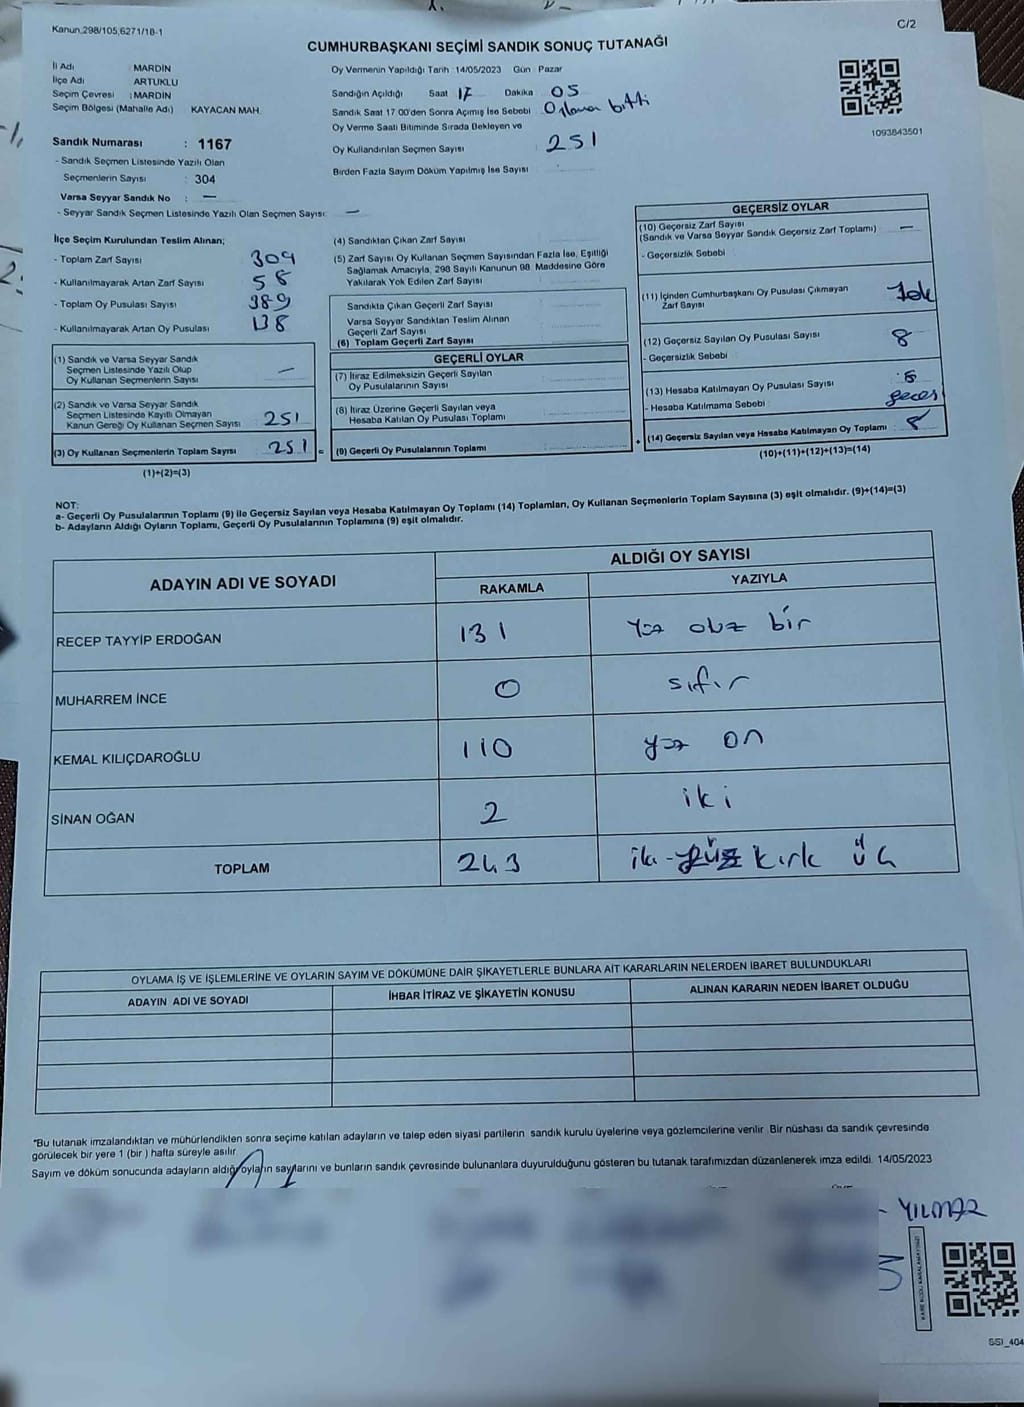 Kanun.298/105,6271/18-1
C/2
CUMHURBAŞKANI SEÇİMİ SANDIK SONUÇ TUTANAĞI
İl Adı : MARDİN
İlçe Adı : ARTUKLU
Seçim Çevresi : MARDİN
Seçim Bölgesi (Mahalle Adı) KAYACAN MAH.
Oy Vermenin Yapıldığı Tarih 14/05/2023 Gün Pazar
Sandığın Açıldığı Saat 17 Dakika 05
Sandık Saat 17:00'den Sonra Açımış İse Sebebi Oylama bitti
Oy Verme Saati Bitiminde Sırada Bekleyen ve
Oy Kullandırılan Seçmen Sayısı : 251
Birden Fazla Sayım Döküm Yapılmış İse Sayısı :
1093843501
Sandık Numarası : 1167
- Sandık Seçmen Listesinde Yazılı Olan
Seçmenlerin Sayısı : 304
Varsa Seyyar Sandık No : —
- Seyyar Sandık Seçmen Listesinde Yazılı Olan Seçmen Sayısı: —
İlçe Seçim Kurulundan Teslim Alınan;
- Toplam Zarf Sayısı 309
- Kullanılmayarak Artan Zarf Sayısı 58
- Toplam Oy Pusulası Sayısı 389
- Kullanılmayarak Artan Oy Pusulası 138
(1) Sandık ve Varsa Seyyar Sandık
Seçmen Listesinde Yazılı Olup
Oy Kullanan Seçmenlerin Sayısı —
(2) Sandık ve Varsa Seyyar Sandık
Seçmen Listesinde Kayıtlı Olmayan
Kanun Gereği Oy Kullanan Seçmen Sayısı 251
(3) Oy Kullanan Seçmenlerin Toplam Sayısı 251 =
(1)+(2)=(3)
(4) Sandıktan Çıkan Zarf Sayısı
(5) Zarf Sayısı Oy Kullanan Seçmen Sayısından Fazla İse, Eşitliği
Sağlamak Amacıyla, 298 Sayılı Kanunun 98. Maddesine Göre
Yakılarak Yok Edilen Zarf Sayısı
Sandıkta Çıkan Geçerli Zarf Sayısı
Varsa Seyyar Sandıktan Teslim Alınan
Geçerli Zarf Sayısı
(6) Toplam Geçerli Zarf Sayısı
GEÇERLİ OYLAR
(7) İtiraz Edilmeksizin Geçerli Sayılan
Oy Pusulalarının Sayısı
(8) İtiraz Üzerine Geçerli Sayılan veya
Hesaba Katılan Oy Pusulası Toplamı
(9) Geçerli Oy Pusulalarının Toplamı +
GEÇERSİZ OYLAR
(10) Geçersiz Zarf Sayısı
(Sandık ve Varsa Seyyar Sandık Geçersiz Zarf Toplamı) —
- Geçersizlik Sebebi :
(11) İçinden Cumhurbaşkanı Oy Pusulası Çıkmayan
Zarf Sayısı Yok
(12) Geçersiz Sayılan Oy Pusulası Sayısı 8
- Geçersizlik Sebebi :
(13) Hesaba Katılmayan Oy Pusulası Sayısı
- Hesaba Katılmama Sebebi :
(14) Geçersiz Sayılan veya Hesaba Katılmayan Oy Toplamı : 8
(10)+(11)+(12)+(13)=(14)
NOT:
a- Geçerli Oy Pusulalarının Toplamı (9) ile Geçersiz Sayılan veya Hesaba Katılmayan Oy Toplamı (14) Toplamları, Oy Kullanan Seçmenlerin Toplam Sayısına (3) eşit olmalıdır. (9)+(14)=(3)
b- Adayların Aldığı Oyların Toplamı, Geçerli Oy Pusulalarının Toplamına (9) eşit olmalıdır.
ADAYIN ADI VE SOYADI
ALDIĞI OY SAYISI
RAKAMLA YAZIYLA
RECEP TAYYİP ERDOĞAN 131 Yüz otuz bir
MUHARREM İNCE 0 sıfır
KEMAL KILIÇDAROĞLU 110 yüz on
SİNAN OĞAN 2 iki
TOPLAM 243 iki-yüz kırk üç
OYLAMA İŞ VE İŞLEMLERİNE VE OYLARIN SAYIM VE DÖKÜMÜNE DAİR ŞİKAYETLERLE BUNLARA AİT KARARLARIN NELERDEN İBARET BULUNDUKLARI
ADAYIN ADI VE SOYADI İHBAR İTİRAZ VE ŞİKAYETİN KONUSU ALINAN KARARIN NEDEN İBARET OLDUĞU
*Bu tutanak imzalandıktan ve mühürlendikten sonra seçime katılan adayların ve talep eden siyasi partilerin sandık kurulu üyelerine veya gözlemcilerine verilir. Bir nüshası da sandık çevresinde
görülecek bir yere 1 (bir ) hafta süreyle asılır.
Sayım ve döküm sonucunda adayların aldığı oyların sayılarını ve bunların sandık çevresinde bulunanlara duyurulduğunu gösteren bu tutanak tarafımızdan düzenlenerek imza edildi. 14/05/2023
- YILMAZ
3
SSI_404